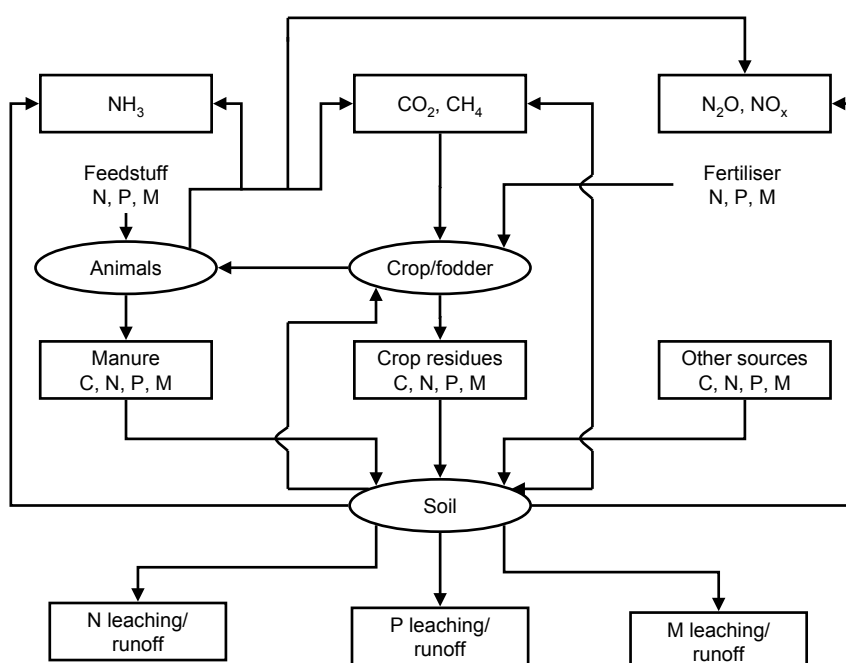 NH₃
CO₂, CH₄
N₂O, NOₓ
Feedstuff
N, P, M
Fertiliser
N, P, M
Animals
Crop/fodder
Manure
C, N, P, M
Crop residues
C, N, P, M
Other sources
C, N, P, M
Soil
N leaching/
runoff
P leaching/
runoff
M leaching/
runoff